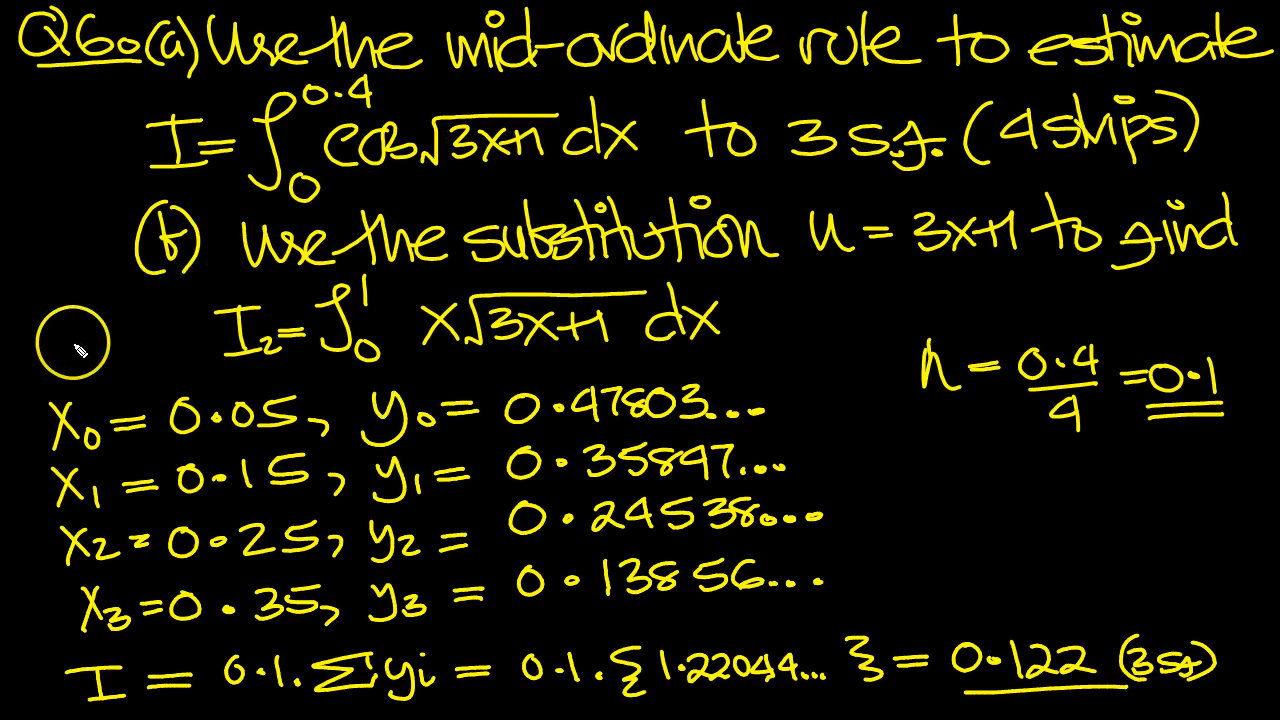 Q60(a) Use the mid-ordinate rule to estimate
I = ∫₀^0.4 cos√(3x+1) dx to 3 s.f. (4 strips)
(b) Use the substitution u = 3x+1 to find
I₂ = ∫₀^1 x√(3x+1) dx
h = 0.4/4 = 0.1
x₀ = 0.05, y₀ = 0.47803...
x₁ = 0.15, y₁ = 0.35847...
x₂ = 0.25, y₂ = 0.24538...
x₃ = 0.35, y₃ = 0.13856...
I = 0.1. Σ yi = 0.1. {1.22044...} = 0.122 (3sf)